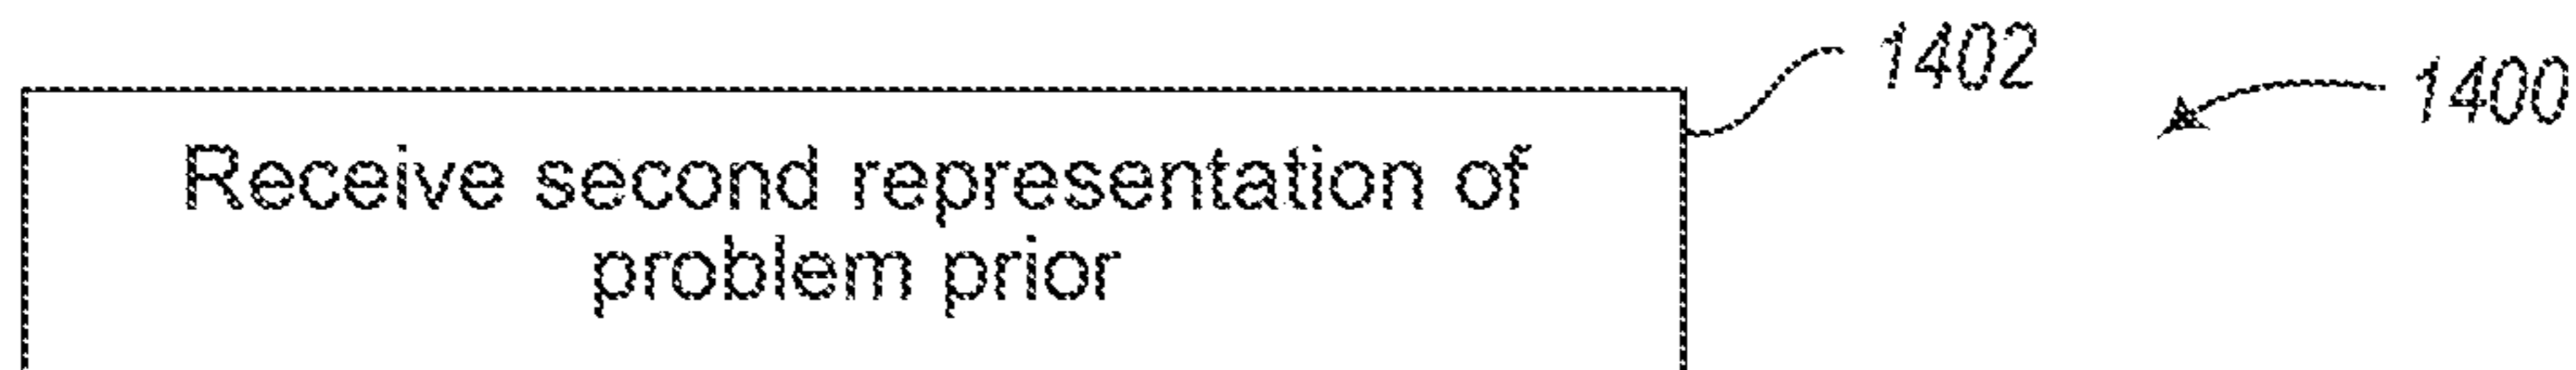 1402
1400
Receive second representation of
problem prior